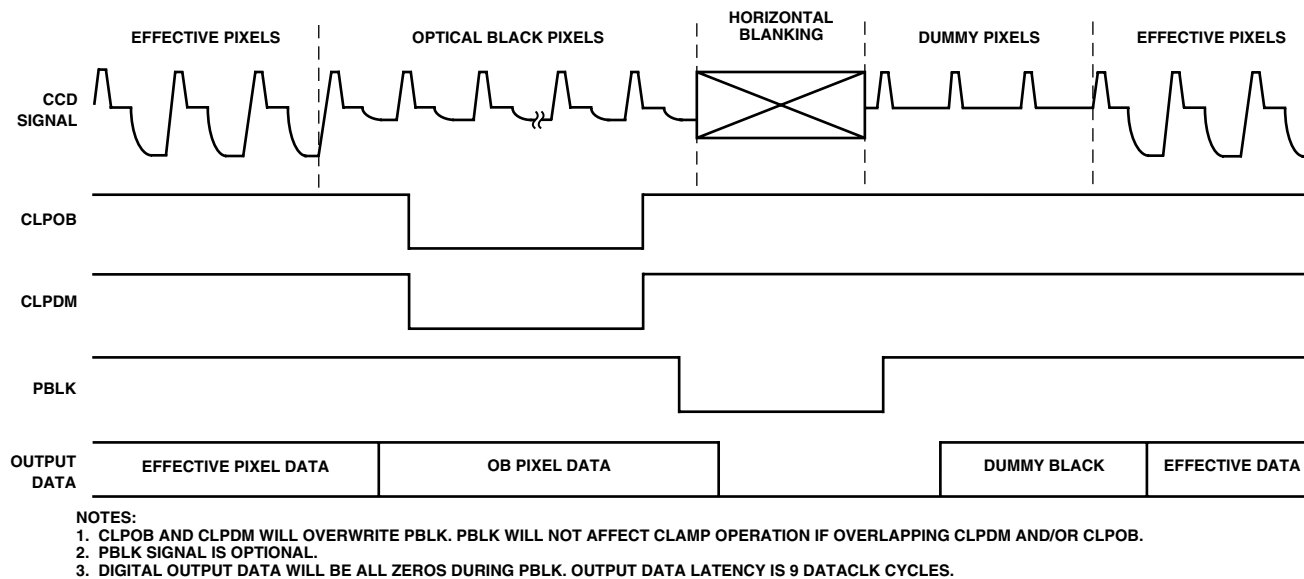 HORIZONTAL
BLANKING
EFFECTIVE PIXELS
OPTICAL BLACK PIXELS
DUMMY PIXELS
EFFECTIVE PIXELS
CCD
SIGNAL
CLPOB
CLPDM
PBLK
OUTPUT
DATA
EFFECTIVE PIXEL DATA
OB PIXEL DATA
DUMMY BLACK
EFFECTIVE DATA
NOTES:
1. CLPOB AND CLPDM WILL OVERWRITE PBLK. PBLK WILL NOT AFFECT CLAMP OPERATION IF OVERLAPPING CLPDM AND/OR CLPOB.
2. PBLK SIGNAL IS OPTIONAL.
3. DIGITAL OUTPUT DATA WILL BE ALL ZEROS DURING PBLK. OUTPUT DATA LATENCY IS 9 DATACLK CYCLES.